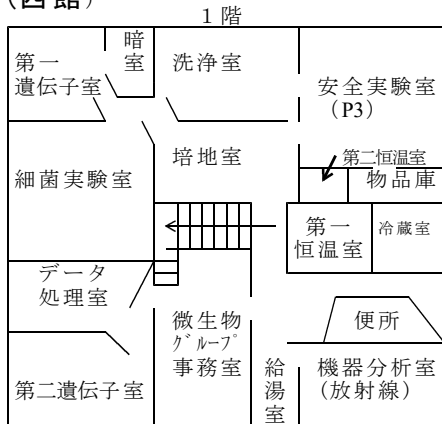 (西館)
1 階
暗
室
第一
遺伝子室
洗浄室
安全実験室
(P3)
培地室
第二恒温室
細菌実験室
物品庫
第一
恒温室
冷蔵室
データ
処理室
微生物
グループ
事務室
便所
給
湯
室
機器分析室
(放射線)
第二遺伝子室